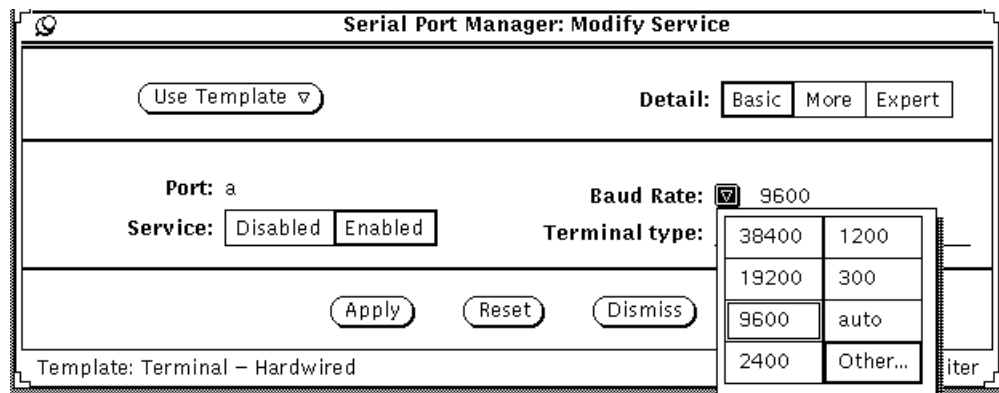 Serial Port Manager: Modify Service
Use Template
Detail: Basic More Expert
Port: a
Baud Rate: 9600
Service: Disabled Enabled
Terminal type:
38400 1200
19200 300
9600 auto
2400 Other...
Apply Reset Dismiss
Template: Terminal – Hardwired